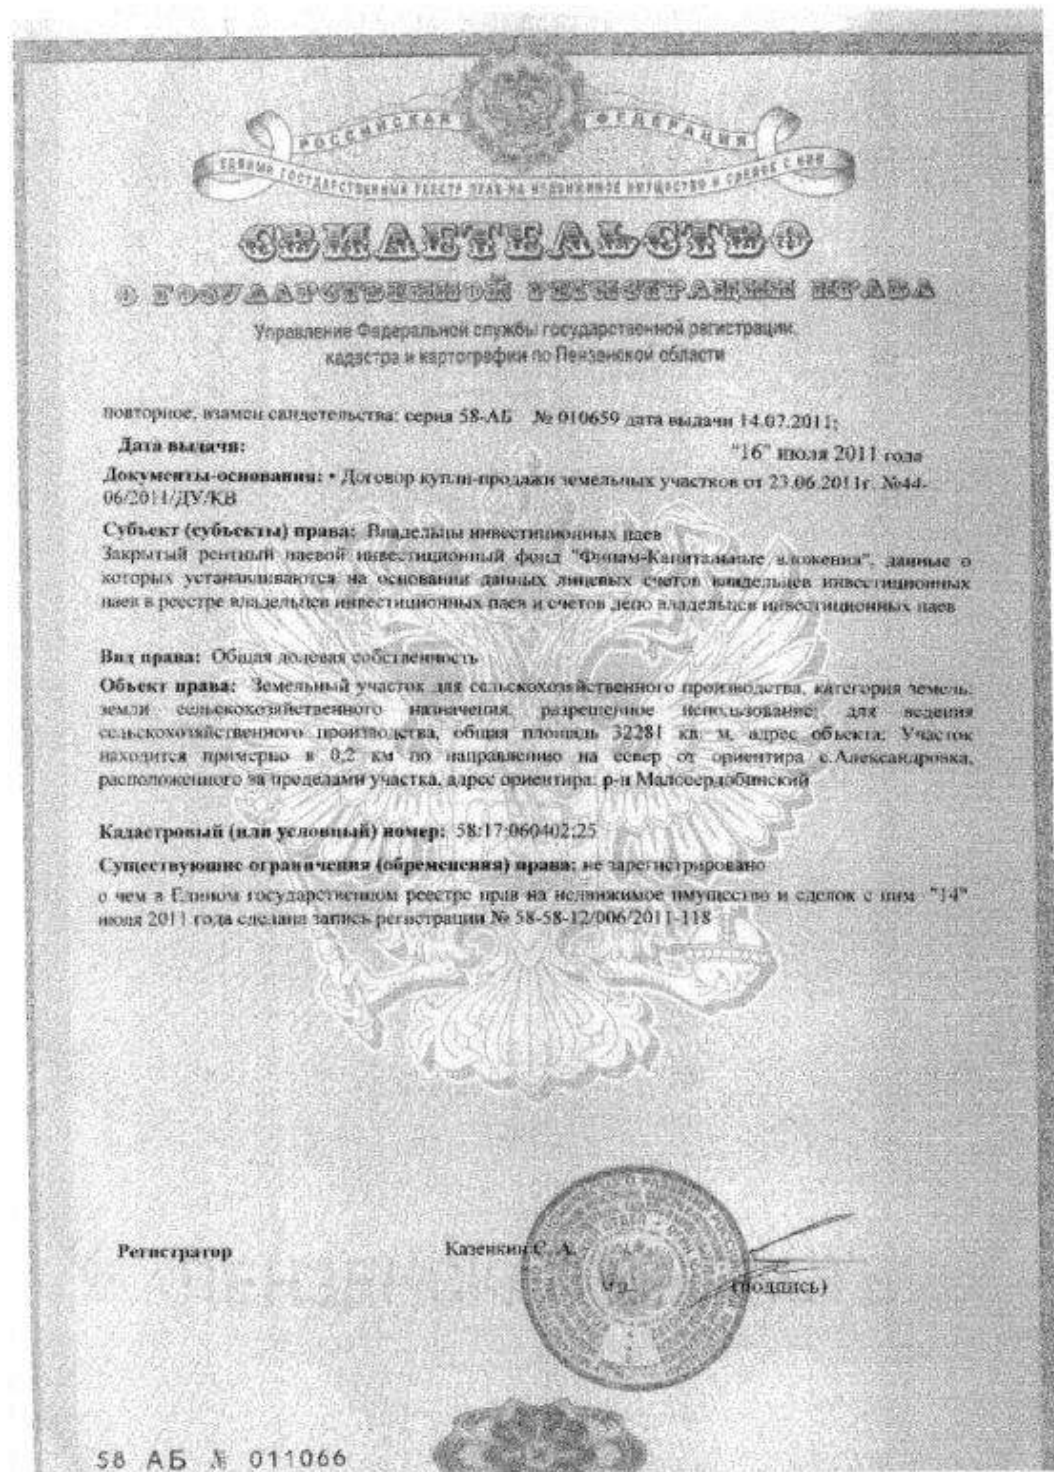 РОССИЙСКАЯ ФЕДЕРАЦИЯ
ЕДИНЫЙ ГОСУДАРСТВЕННЫЙ РЕЕСТР ПРАВ НА НЕДВИЖИМОЕ ИМУЩЕСТВО И СДЕЛОК С НИМ
СВИДЕТЕЛЬСТВО
О ГОСУДАРСТВЕННОЙ РЕГИСТРАЦИИ ПРАВА
Управление Федеральной службы государственной регистрации,
кадастра и картографии по Пензенской области
повторное, взамен свидетельства: серия 58-АБ № 010659 дата выдачи 14.07.2011;
Дата выдачи: "16" июля 2011 года
Документы-основания: • Договор купли-продажи земельных участков от 23.06.2011г. №44-
06/2011/ДУ/КВ
Субъект (субъекты) права: Владельцы инвестиционных паев
Закрытый рентный паевой инвестиционный фонд "Финам-Капитальные вложения", данные о
которых устанавливаются на основании данных лицевых счетов владельцев инвестиционных
паев в реестре владельцев инвестиционных паев и счетов депо владельцев инвестиционных паев
Вид права: Общая долевая собственность
Объект права: Земельный участок для сельскохозяйственного производства, категория земель:
земли сельскохозяйственного назначения, разрешенное использование: для ведения
сельскохозяйственного производства, общая площадь 32281 кв. м, адрес объекта: Участок
находится примерно в 0,2 км по направлению на север от ориентира с.Александровка,
расположенного за пределами участка, адрес ориентира: р-н Малосердобинский
Кадастровый (или условный) номер: 58:17:060402:25
Существующие ограничения (обременения) права: не зарегистрировано
о чем в Едином государственном реестре прав на недвижимое имущество и сделок с ним "14"
июля 2011 года сделана запись регистрации № 58-58-12/006/2011-118
Регистратор Казенкин С. А.
м.п. (подпись)
58 АБ № 011066